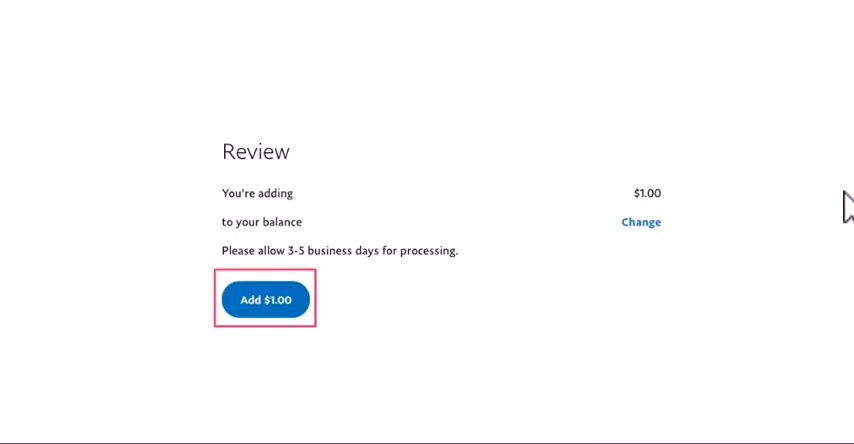 Review
You're adding $1.00
to your balance Change
Please allow 3-5 business days for processing.
Add $1.00